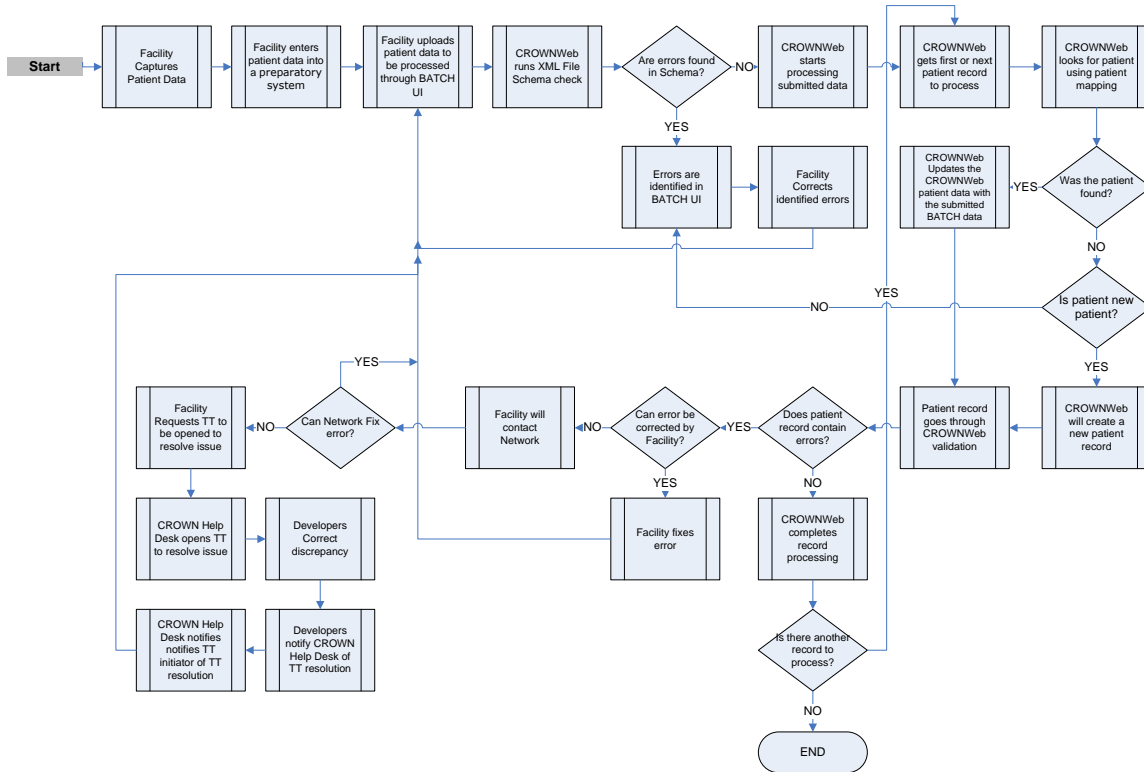 Start
Facility
Captures
Patient Data
Facility enters
patient data into
a preparatory
system
Facility uploads
patient data to
be processed
through BATCH
UI
CROWNWeb
runs XML File
Schema check
Are errors found
in Schema?
NO
CROWNWeb
starts
processing
submitted data
CROWNWeb
gets first or next
patient record
to process
CROWNWeb
looks for patient
using patient
mapping
YES
Errors are
identified in
BATCH UI
Facility
Corrects
identified errors
CROWNWeb
Updates the
CROWNWeb
patient data with
the submitted
BATCH data
YES
Was the patient
found?
NO
YES
NO
Is patient new
patient?
YES
YES
Facility
Requests TT to
be opened to
resolve issue
NO
Can Network Fix
error?
Facility will
contact
Network
NO
Can error be
corrected by
Facility?
YES
Does patient
record contain
errors?
Patient record
goes through
CROWNWeb
validation
CROWNWeb
will create a
new patient
record
YES
NO
CROWN Help
Desk opens TT
to resolve issue
Developers
Correct
discrepancy
Facility fixes
error
CROWNWeb
completes
record
processing
CROWN Help
Desk notifies
notifies TT
initiator of TT
resolution
Developers
notify CROWN
Help Desk of
TT resolution
Is there another
record to
process?
NO
END